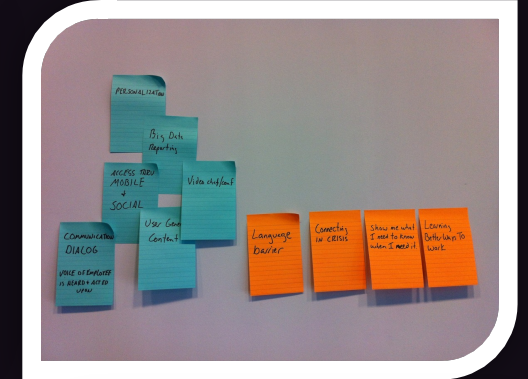 PERSONALIZATION
Big Data
Reporting
ACCESS THRU
MOBILE
+
SOCIAL
Video chat/conf
User Gene
Content
COMMUNICATION
DIALOG
VOICE OF EMPLOYEE
IS HEARD + ACTED
UPON
Language
barrier
Connecting
IN CRISIS
Show me what
I need to know
when I need it
Learning
Better Ways To
Work